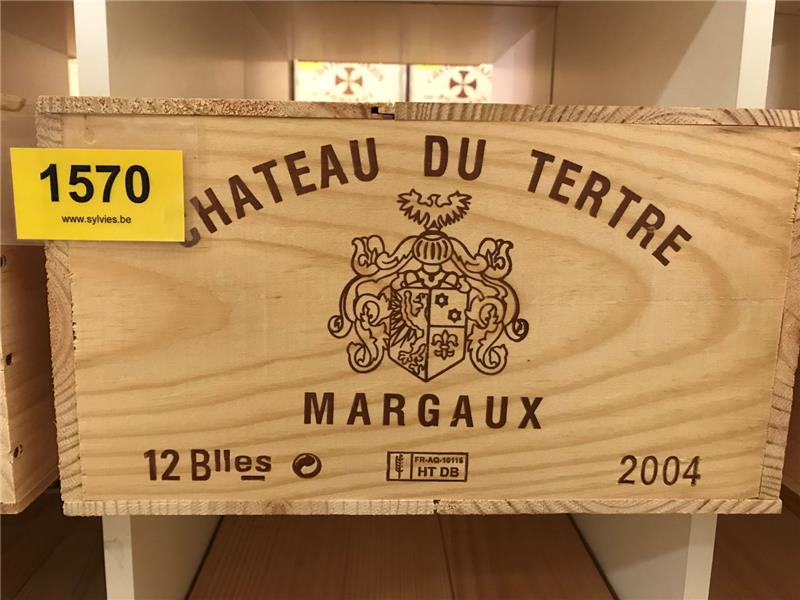 1570
www.sylvies.be
CHATEAU DU TERTRE
MARGAUX
12 Blles
FR-AQ-10115
HT DB
2004